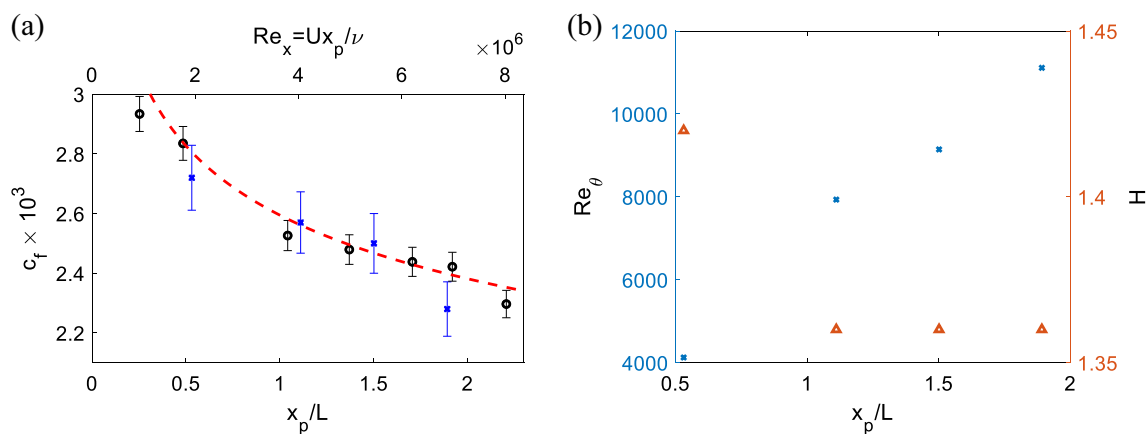 (a)
Re_x=Ux_p/ν
×10^6
0 2 4 6 8
3
2.8
2.6
2.4
2.2
c_f × 10^3
0 0.5 1 1.5 2
x_p/L
(b)
12000
10000
8000
6000
4000
Re_θ
1.45
1.4
1.35
H
0.5 1 1.5 2
x_p/L